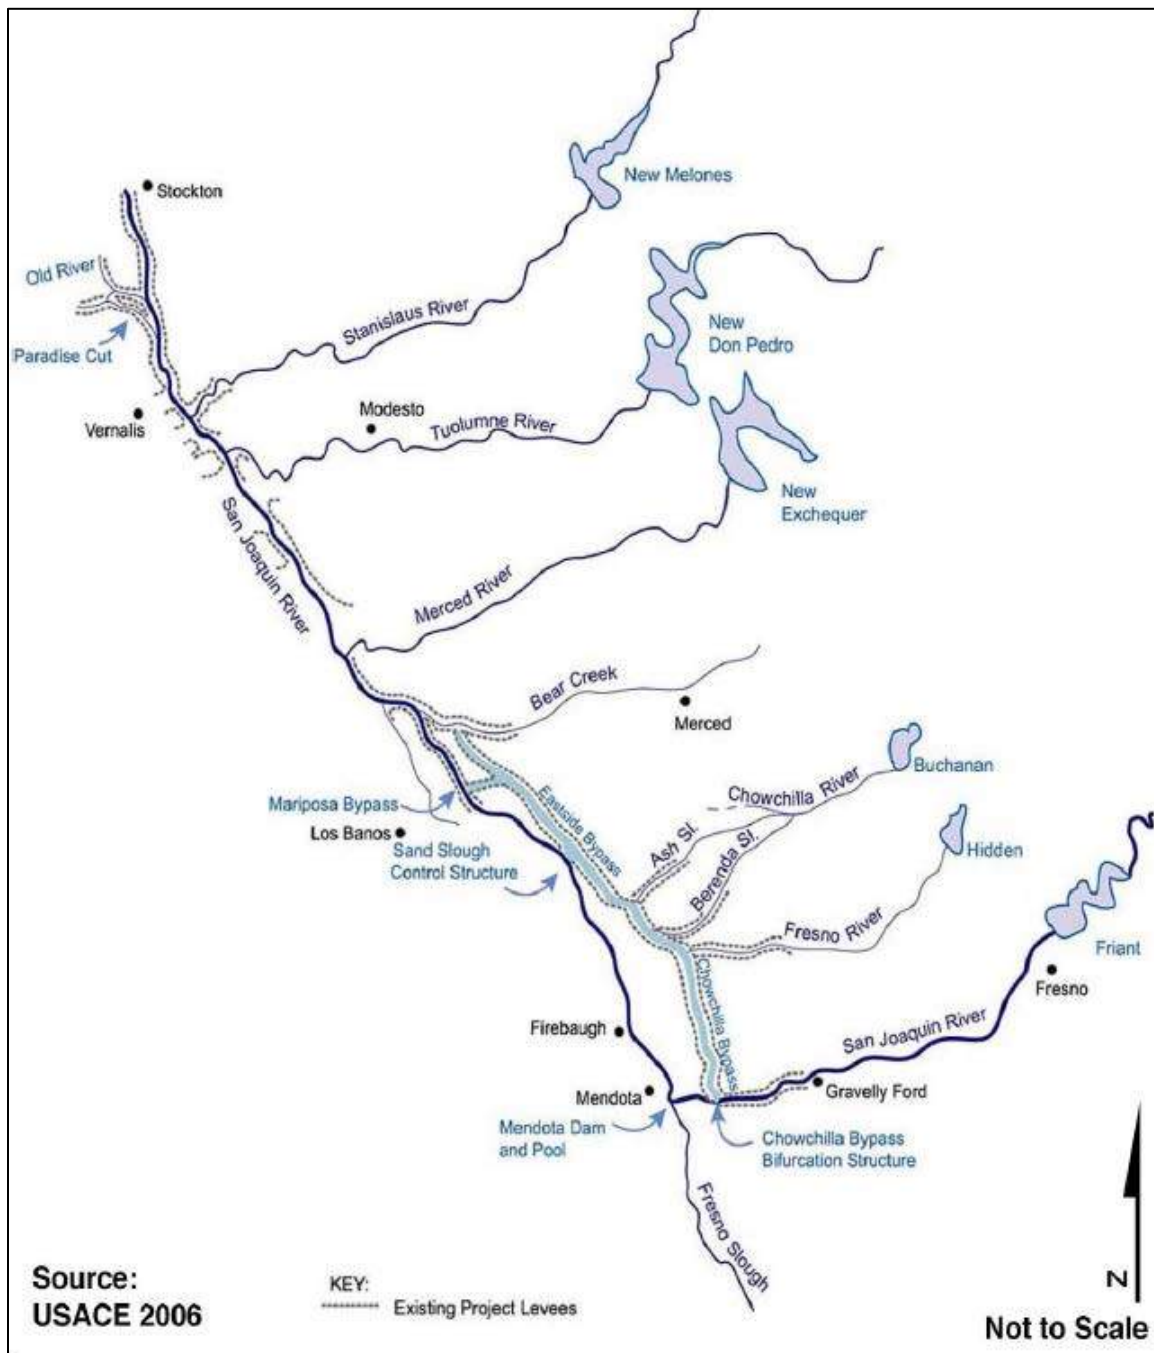 New Melones
Stockton
Old River
Stanislaus River
New
Don Pedro
Paradise Cut
Modesto
Vernalis
Tuolumne River
New
Exchequer
San Joaquin River
Merced River
Bear Creek
Merced
Buchanan
Mariposa Bypass
Eastside Bypass
Chowchilla River
Los Banos
Ash Sl.
Sand Slough
Control Structure
Berenda Sl.
Hidden
Fresno River
Friant
Fresno
Chowchilla Bypass
Firebaugh
San Joaquin River
Mendota
Gravelly Ford
Mendota Dam
and Pool
Chowchilla Bypass
Bifurcation Structure
Fresno Slough
Source:
USACE 2006
KEY:
Existing Project Levees
N
Not to Scale